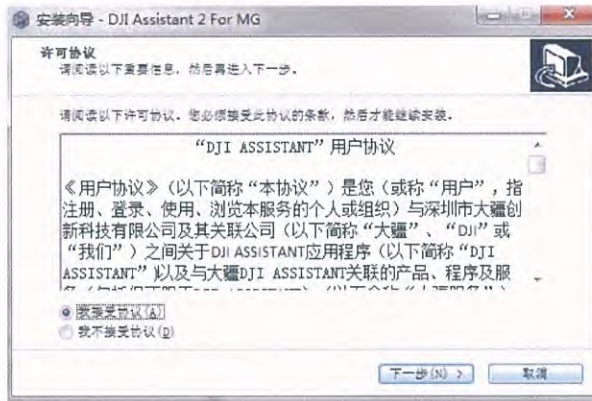 安装向导 - DJI Assistant 2 For MG
许可协议
请阅读以下重要信息，然后再进入下一步。
请阅读以下许可协议。您必须接受此协议的条款，然后才能继续安装。
“DJI ASSISTANT”用户协议
《用户协议》（以下简称“本协议”）是您（或称“用户”，指
注册、登录、使用、浏览本服务的个人或组织）与深圳市大疆创
新科技有限公司及其关联公司（以下简称“大疆”、“DJI”或
“我们”）之间关于DJI ASSISTANT应用程序（以下简称“DJI
ASSISTANT”)以及与大疆DJI ASSISTANT关联的产品、程序及服
我接受协议(A)
我不接受协议(D)
下一步(N) >
取消